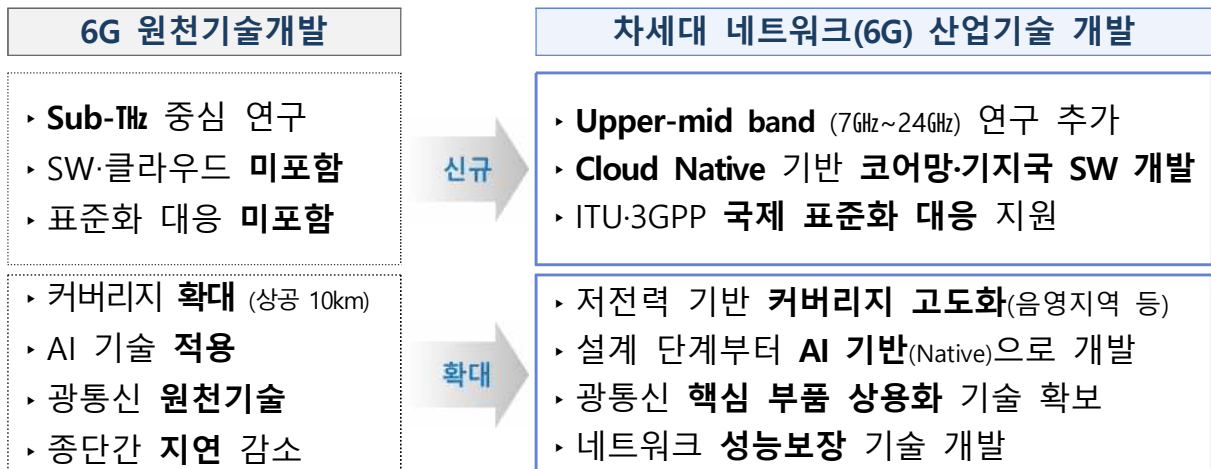 6G 원천기술개발
차세대 네트워크(6G) 산업기술 개발
‣ Sub-㎔ 중심 연구
‣ SW·클라우드 미포함
‣ 표준화 대응 미포함
신규
‣ Upper-mid band (7㎓~24㎓) 연구 추가
‣ Cloud Native 기반 코어망·기지국 SW 개발
‣ ITU·3GPP 국제 표준화 대응 지원
‣ 커버리지 확대 (상공 10km)
‣ AI 기술 적용
‣ 광통신 원천기술
‣ 종단간 지연 감소
확대
‣ 저전력 기반 커버리지 고도화(음영지역 등)
‣ 설계 단계부터 AI 기반(Native)으로 개발
‣ 광통신 핵심 부품 상용화 기술 확보
‣ 네트워크 성능보장 기술 개발